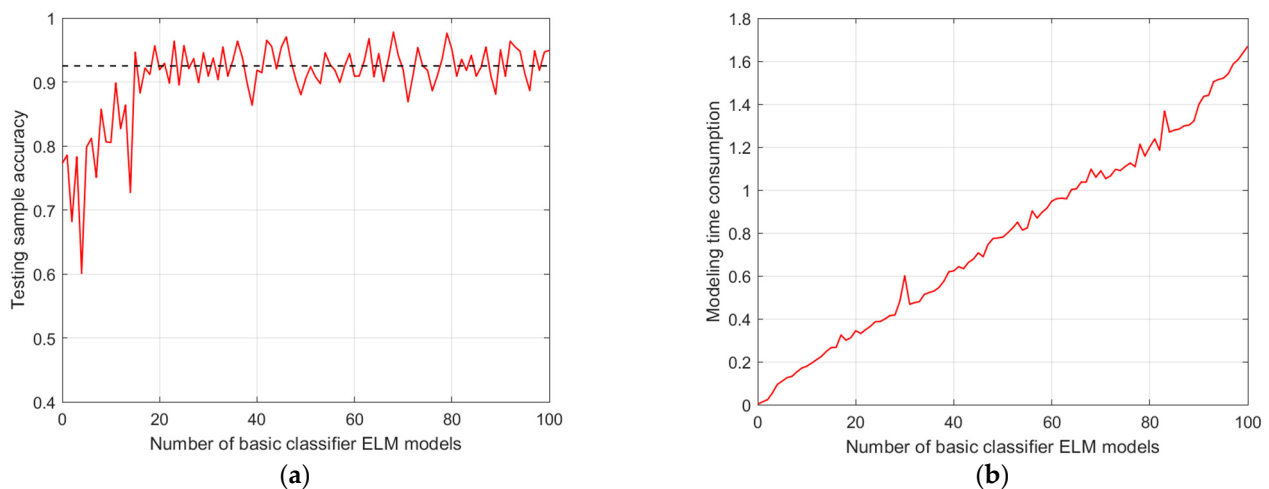 1
0.9
0.8
0.7
0.6
0.5
0.4
0 20 40 60 80 100
Testing sample accuracy
Number of basic classifier ELM models
(a)
1.8
1.6
1.4
1.2
1
0.8
0.6
0.4
0.2
0
0 20 40 60 80 100
Modeling time consumption
Number of basic classifier ELM models
(b)